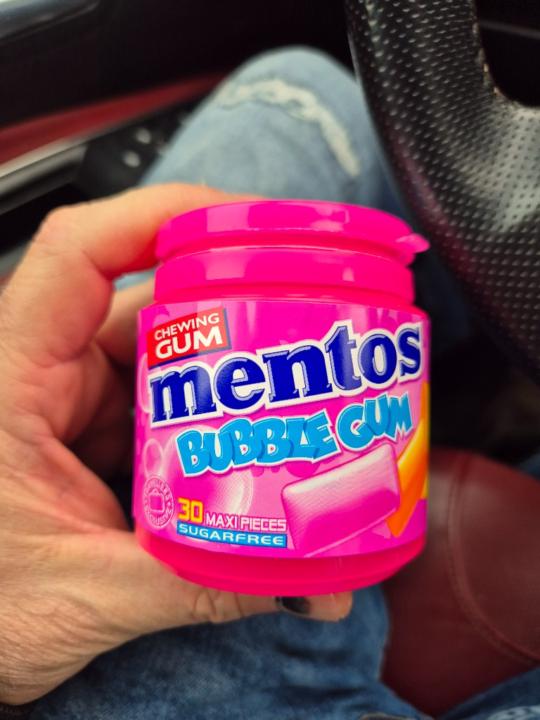 CHEWING
GUM
mentos
BUBBLE GUM
30 MAXI PIECES
SUGARFREE